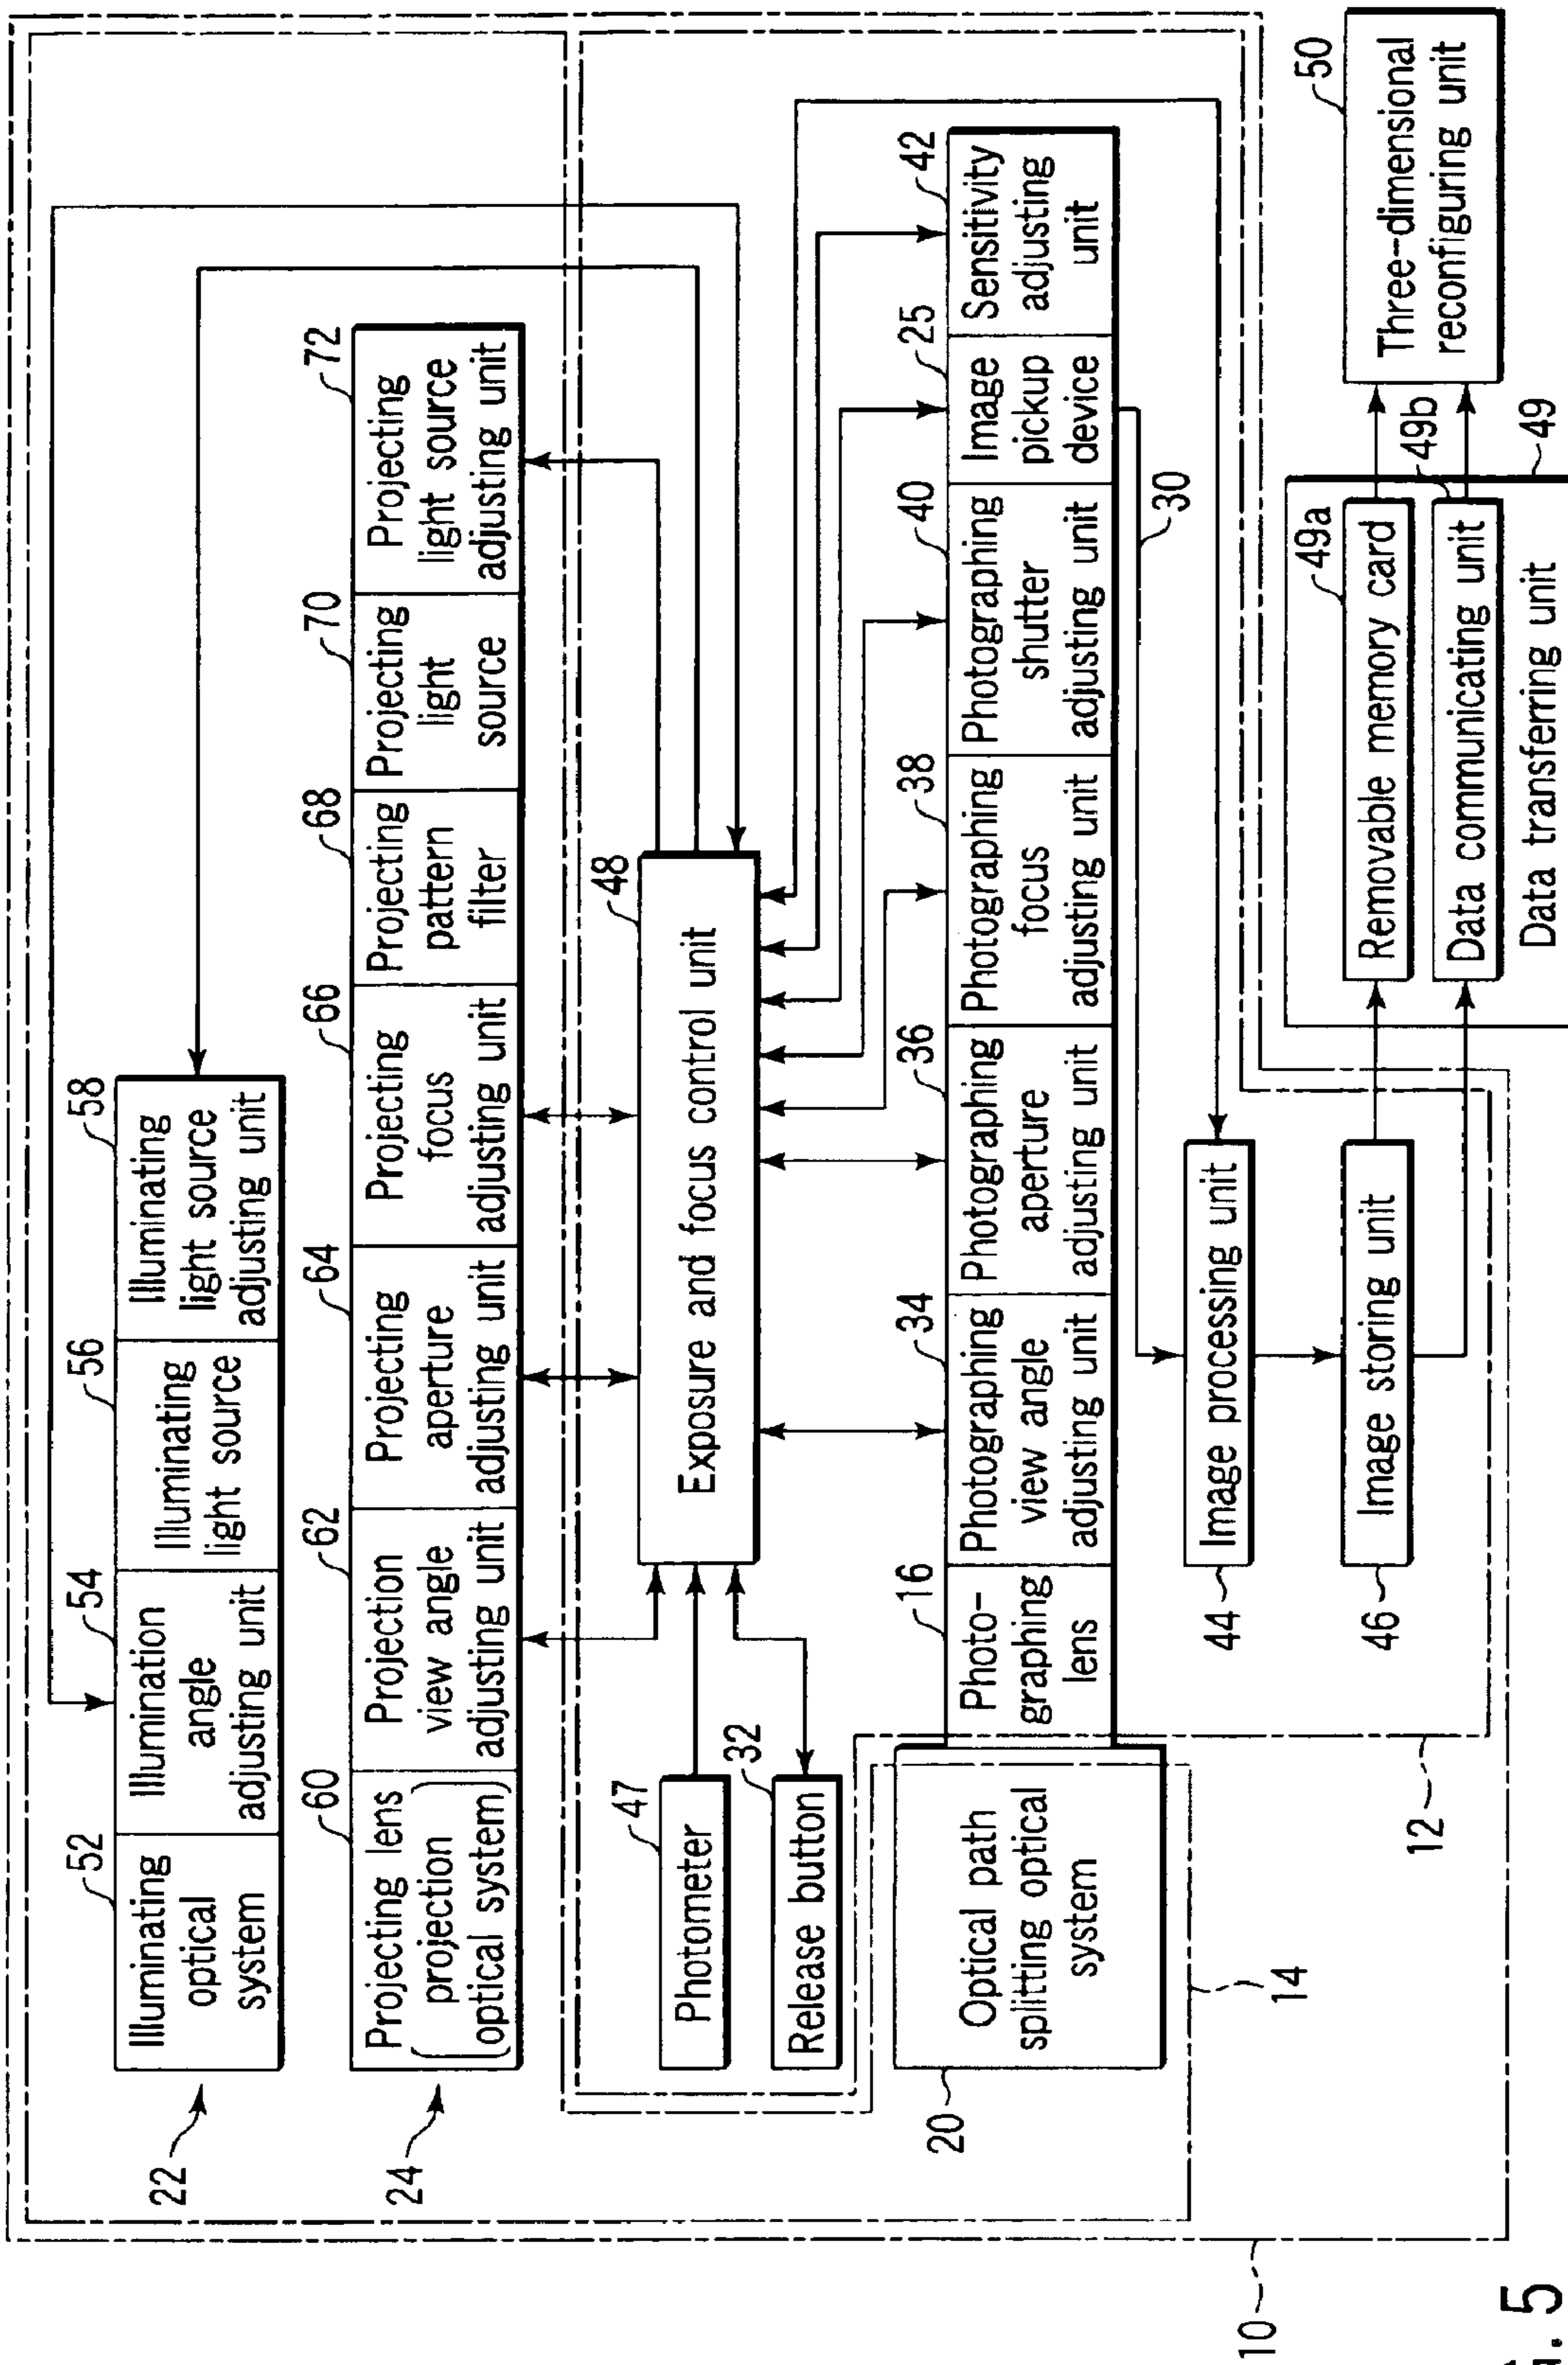 52
Illuminating
optical
system
54
Illumination
angle
adjusting unit
56
Illuminating
light source
58
Illuminating
light source
adjusting unit
22
60
Projecting lens
(projection
optical system)
62
Projection
view angle
adjusting unit
64
Projecting
aperture
adjusting unit
66
Projecting
focus
adjusting unit
68
Projecting
pattern
filter
70
Projecting
light
source
72
Projecting
light source
adjusting unit
24
47
Photometer
32
Release button
48
Exposure and focus control unit
20
Optical path
splitting optical
system
16
Photo-
graphing
lens
34
Photographing
view angle
adjusting unit
36
Photographing
aperture
adjusting unit
38
Photographing
focus
adjusting unit
40
Photographing
shutter
adjusting unit
25
Image
pickup
device
42
Sensitivity
adjusting
unit
30
14
44
Image processing unit
46
Image storing unit
12
10
49a
Removable memory card
49b
Data communicating unit
49
Data transferring unit
50
Three-dimensional
reconfiguring unit
5